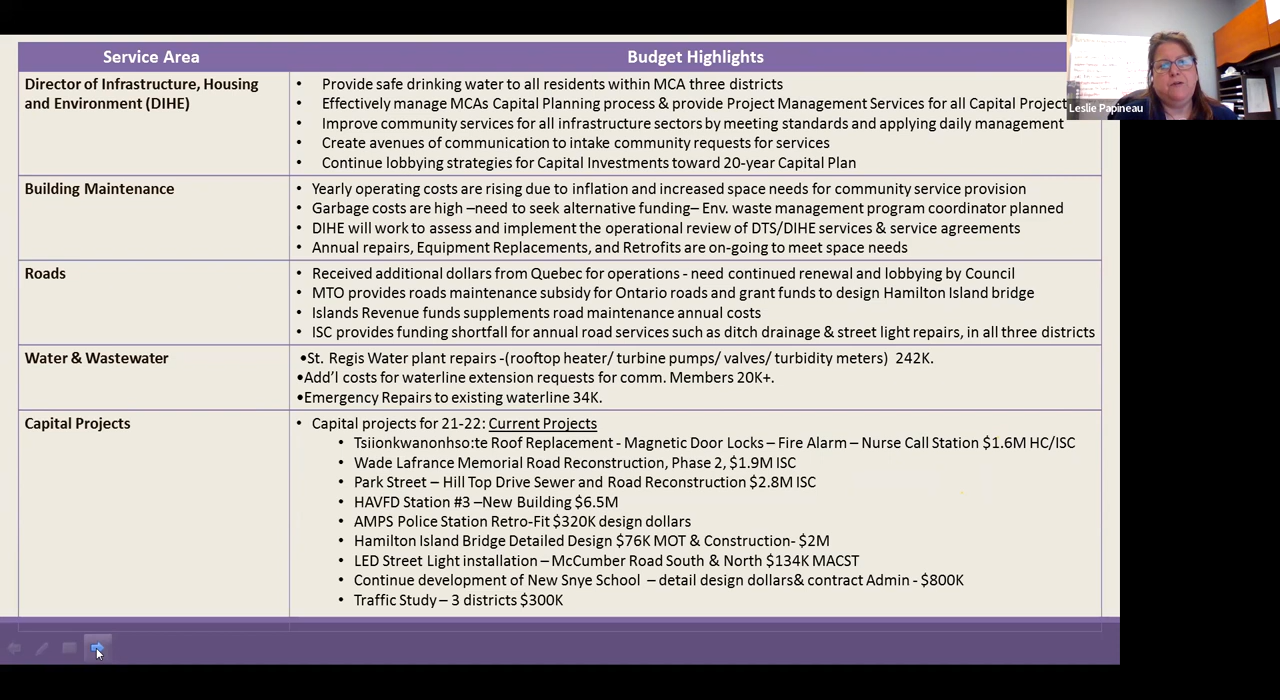 Service Area
Budget Highlights
Director of Infrastructure, Housing
and Environment (DIHE)
• Provide safe drinking water to all residents within MCA three districts
• Effectively manage MCAs Capital Planning process & provide Project Management Services for all Capital Project
• Improve community services for all infrastructure sectors by meeting standards and applying daily management
• Create avenues of communication to intake community requests for services
• Continue lobbying strategies for Capital Investments toward 20-year Capital Plan
Building Maintenance
• Yearly operating costs are rising due to inflation and increased space needs for community service provision
• Garbage costs are high –need to seek alternative funding– Env. waste management program coordinator planned
• DIHE will work to assess and implement the operational review of DTS/DIHE services & service agreements
• Annual repairs, Equipment Replacements, and Retrofits are on-going to meet space needs
Roads
• Received additional dollars from Quebec for operations - need continued renewal and lobbying by Council
• MTO provides roads maintenance subsidy for Ontario roads and grant funds to design Hamilton Island bridge
• Islands Revenue funds supplements road maintenance annual costs
• ISC provides funding shortfall for annual road services such as ditch drainage & street light repairs, in all three districts
Water & Wastewater
•St. Regis Water plant repairs -(rooftop heater/ turbine pumps/ valves/ turbidity meters) 242K.
•Add'l costs for waterline extension requests for comm. Members 20K+.
•Emergency Repairs to existing waterline 34K.
Capital Projects
• Capital projects for 21-22: Current Projects
• Tsiionkwanonhso:te Roof Replacement - Magnetic Door Locks – Fire Alarm – Nurse Call Station $1.6M HC/ISC
• Wade Lafrance Memorial Road Reconstruction, Phase 2, $1.9M ISC
• Park Street – Hill Top Drive Sewer and Road Reconstruction $2.8M ISC
• HAVFD Station #3 –New Building $6.5M
• AMPS Police Station Retro-Fit $320K design dollars
• Hamilton Island Bridge Detailed Design $76K MOT & Construction- $2M
• LED Street Light installation – McCumber Road South & North $134K MACST
• Continue development of New Snye School – detail design dollars& contract Admin - $800K
• Traffic Study – 3 districts $300K
Leslie Papineau